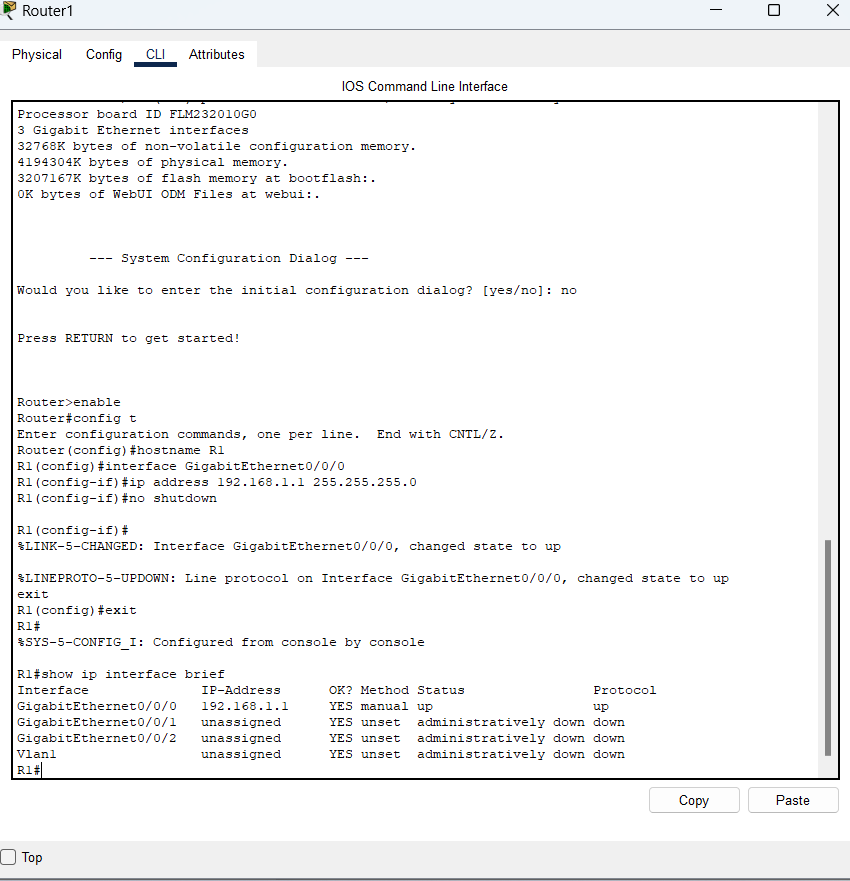 Router1
Physical Config CLI Attributes
IOS Command Line Interface
Processor board ID FLM232010G0
3 Gigabit Ethernet interfaces
32768K bytes of non-volatile configuration memory.
4194304K bytes of physical memory.
3207167K bytes of flash memory at bootflash:.
0K bytes of WebUI ODM Files at webui:.
--- System Configuration Dialog ---
Would you like to enter the initial configuration dialog? [yes/no]: no
Press RETURN to get started!
Router>enable
Router#config t
Enter configuration commands, one per line.  End with CNTL/Z.
Router(config)#hostname R1
R1(config)#interface GigabitEthernet0/0/0
R1(config-if)#ip address 192.168.1.1 255.255.255.0
R1(config-if)#no shutdown
R1(config-if)#
%LINK-5-CHANGED: Interface GigabitEthernet0/0/0, changed state to up
%LINEPROTO-5-UPDOWN: Line protocol on Interface GigabitEthernet0/0/0, changed state to up
exit
R1(config)#exit
R1#
%SYS-5-CONFIG_I: Configured from console by console
R1#show ip interface brief
Interface              IP-Address      OK? Method Status                Protocol
GigabitEthernet0/0/0   192.168.1.1     YES manual up                    up
GigabitEthernet0/0/1   unassigned      YES unset  administratively down down
GigabitEthernet0/0/2   unassigned      YES unset  administratively down down
Vlan1                  unassigned      YES unset  administratively down down
R1#
Copy Paste
Top